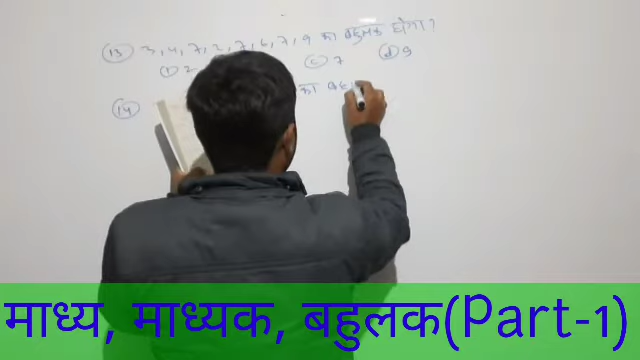 13 3, 4, 7, 2, 7, 6, 7, 9 का बहुलक होगा?
2 c 7 d 9
14 का
माध्य, माध्यक, बहुलक(Part-1)